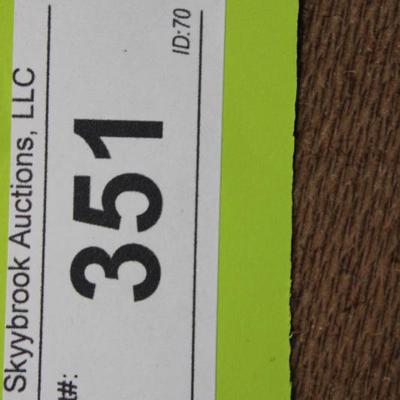 Skyybrook Auctions, LLC
t#:
351
ID:70